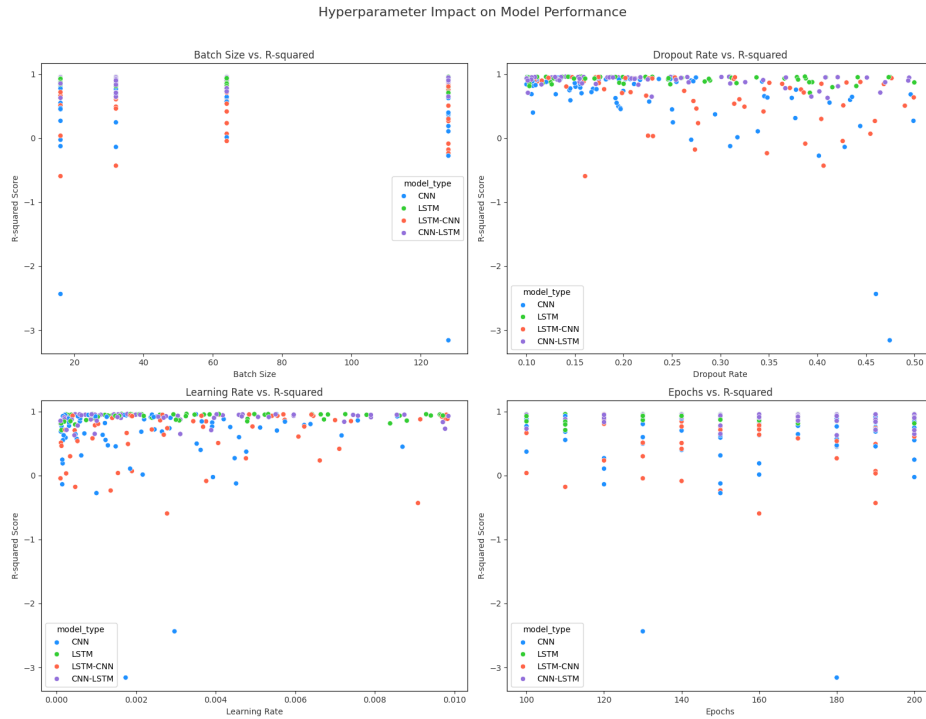 Hyperparameter Impact on Model Performance
Batch Size vs. R-squared
R-squared Score
1
0
−1
−2
−3
20
40
60
80
100
120
Batch Size
model_type
CNN
LSTM
LSTM-CNN
CNN-LSTM
Dropout Rate vs. R-squared
R-squared Score
1
0
−1
−2
−3
0.10
0.15
0.20
0.25
0.30
0.35
0.40
0.45
0.50
Dropout Rate
model_type
CNN
LSTM
LSTM-CNN
CNN-LSTM
Learning Rate vs. R-squared
R-squared Score
1
0
−1
−2
−3
0.000
0.002
0.004
0.006
0.008
0.010
Learning Rate
model_type
CNN
LSTM
LSTM-CNN
CNN-LSTM
Epochs vs. R-squared
R-squared Score
1
0
−1
−2
−3
100
120
140
160
180
200
Epochs
model_type
CNN
LSTM
LSTM-CNN
CNN-LSTM